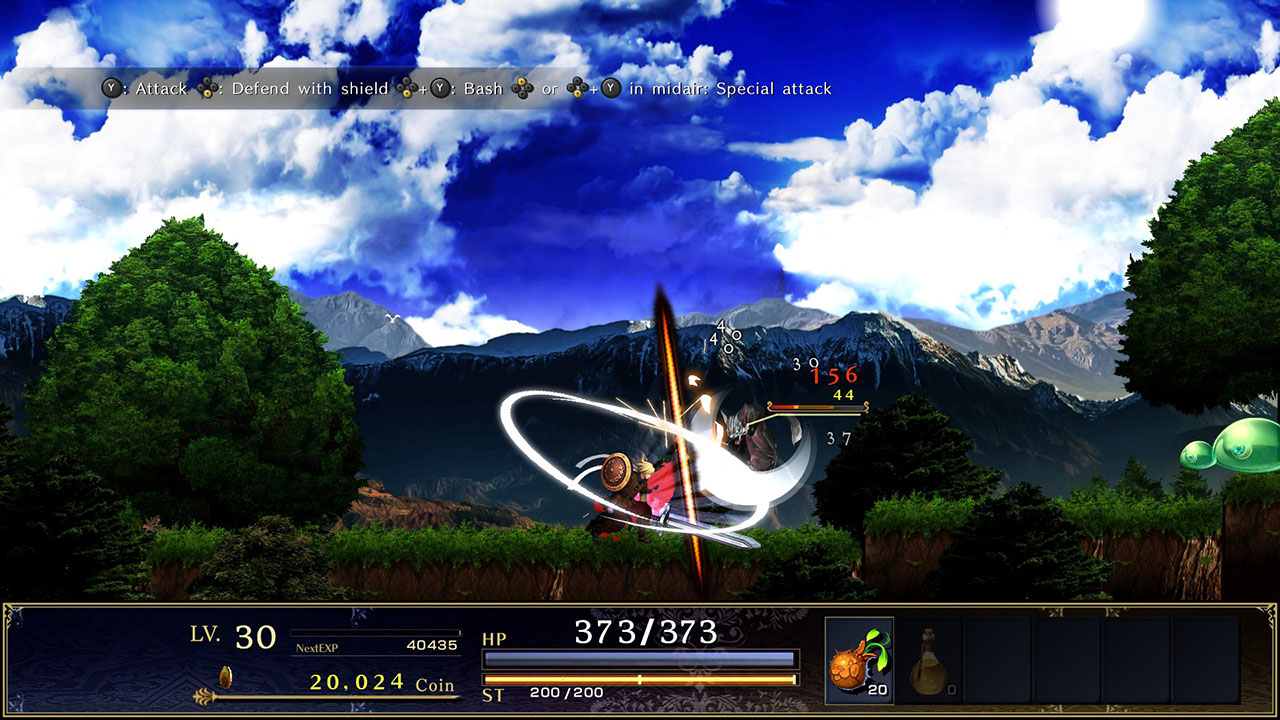 Y: Attack : Defend with shield +Y: Bash or +Y in midair: Special attack
4
4
39
156
44
37
LV. 30
NextEXP 40435
20,024 Coin
HP 373/373
ST 200/200
20
0